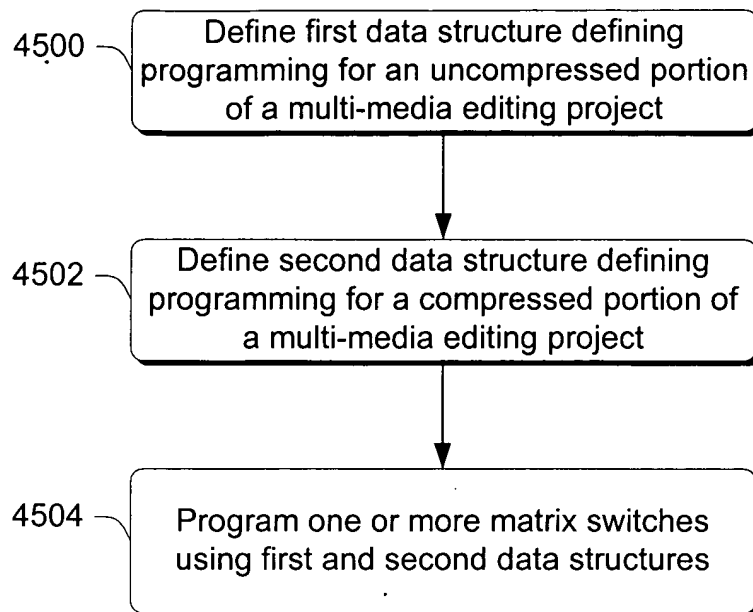 4500
Define first data structure defining
programming for an uncompressed portion
of a multi-media editing project
4502
Define second data structure defining
programming for a compressed portion of
a multi-media editing project
4504
Program one or more matrix switches
using first and second data structures